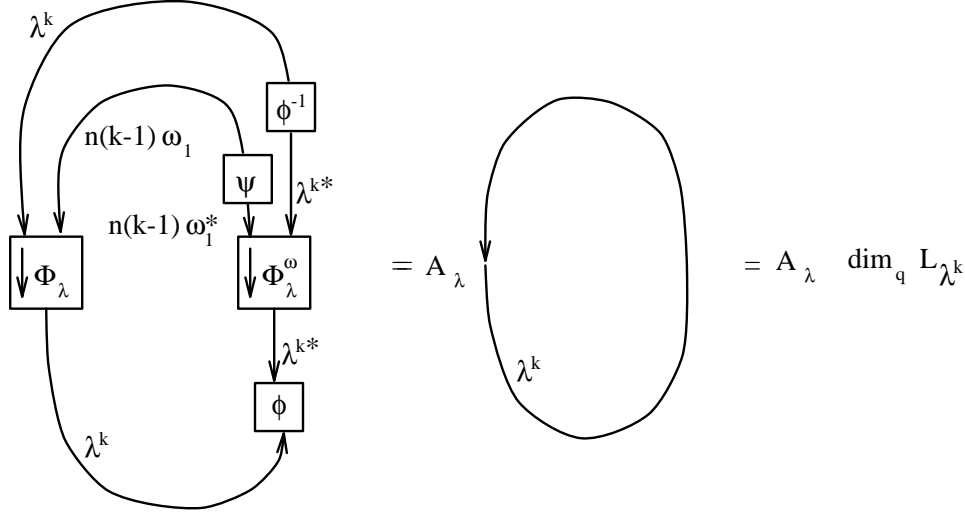 λ^k
φ^-1
n(k-1) ω_1
ψ
λ^k*
n(k-1) ω_1^*
Φ_λ
Φ_λ^ω
= A_λ
= A_λ dim_q L_λ^k
λ^k*
λ^k
φ
λ^k